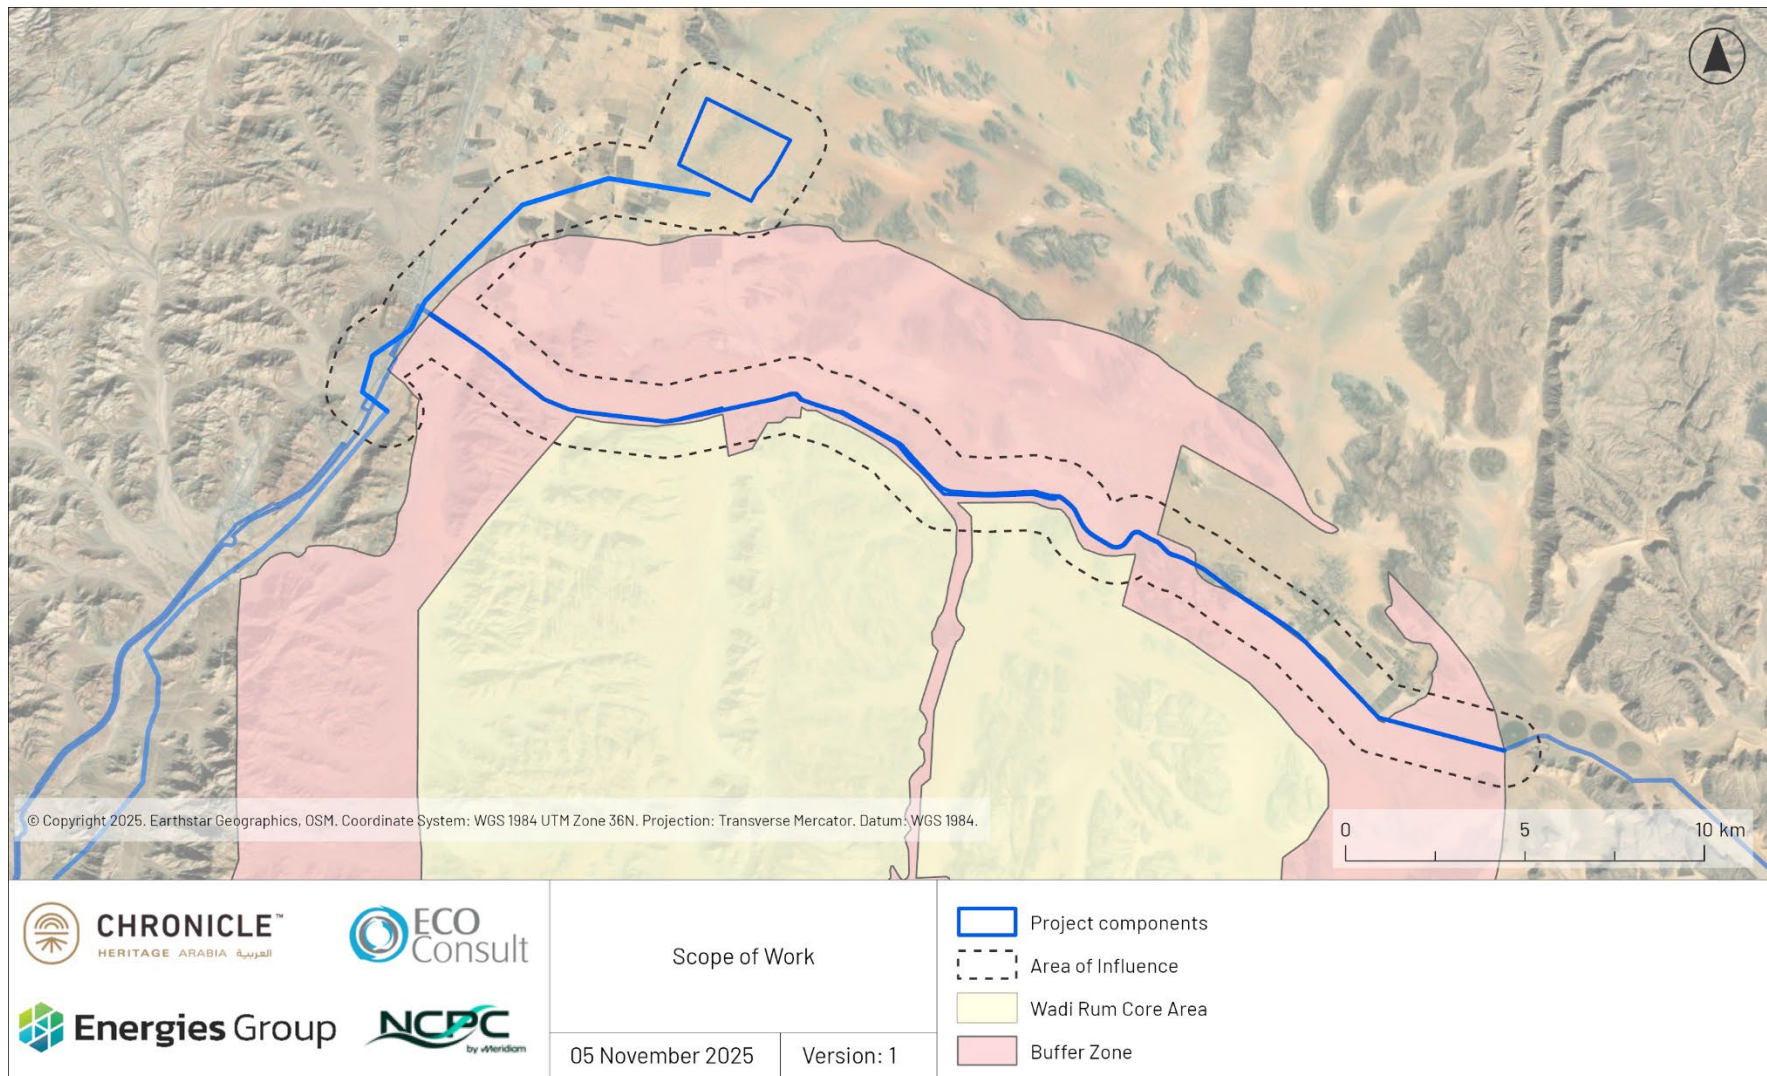 © Copyright 2025. Earthstar Geographics, OSM. Coordinate System: WGS 1984 UTM Zone 36N. Projection: Transverse Mercator. Datum: WGS 1984.
0 5 10 km
CHRONICLE™
HERITAGE ARABIA العربية
ECO
Consult
Energies Group
NCPC
by Meridiam
Scope of Work
05 November 2025
Version: 1
Project components
Area of Influence
Wadi Rum Core Area
Buffer Zone